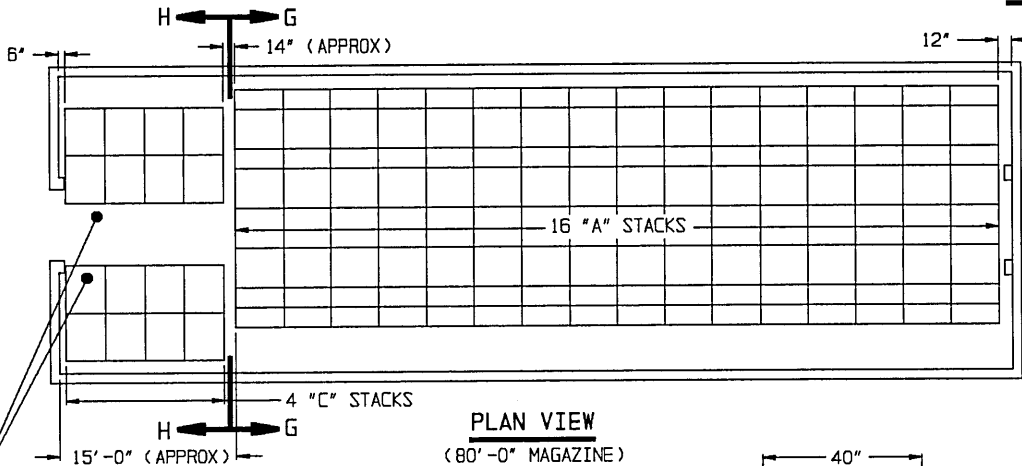 H G
6" 14" (APPROX) 12"
16 "A" STACKS
4 "C" STACKS
H G
PLAN VIEW
15'-0" (APPROX) (80'-0" MAGAZINE) 40"